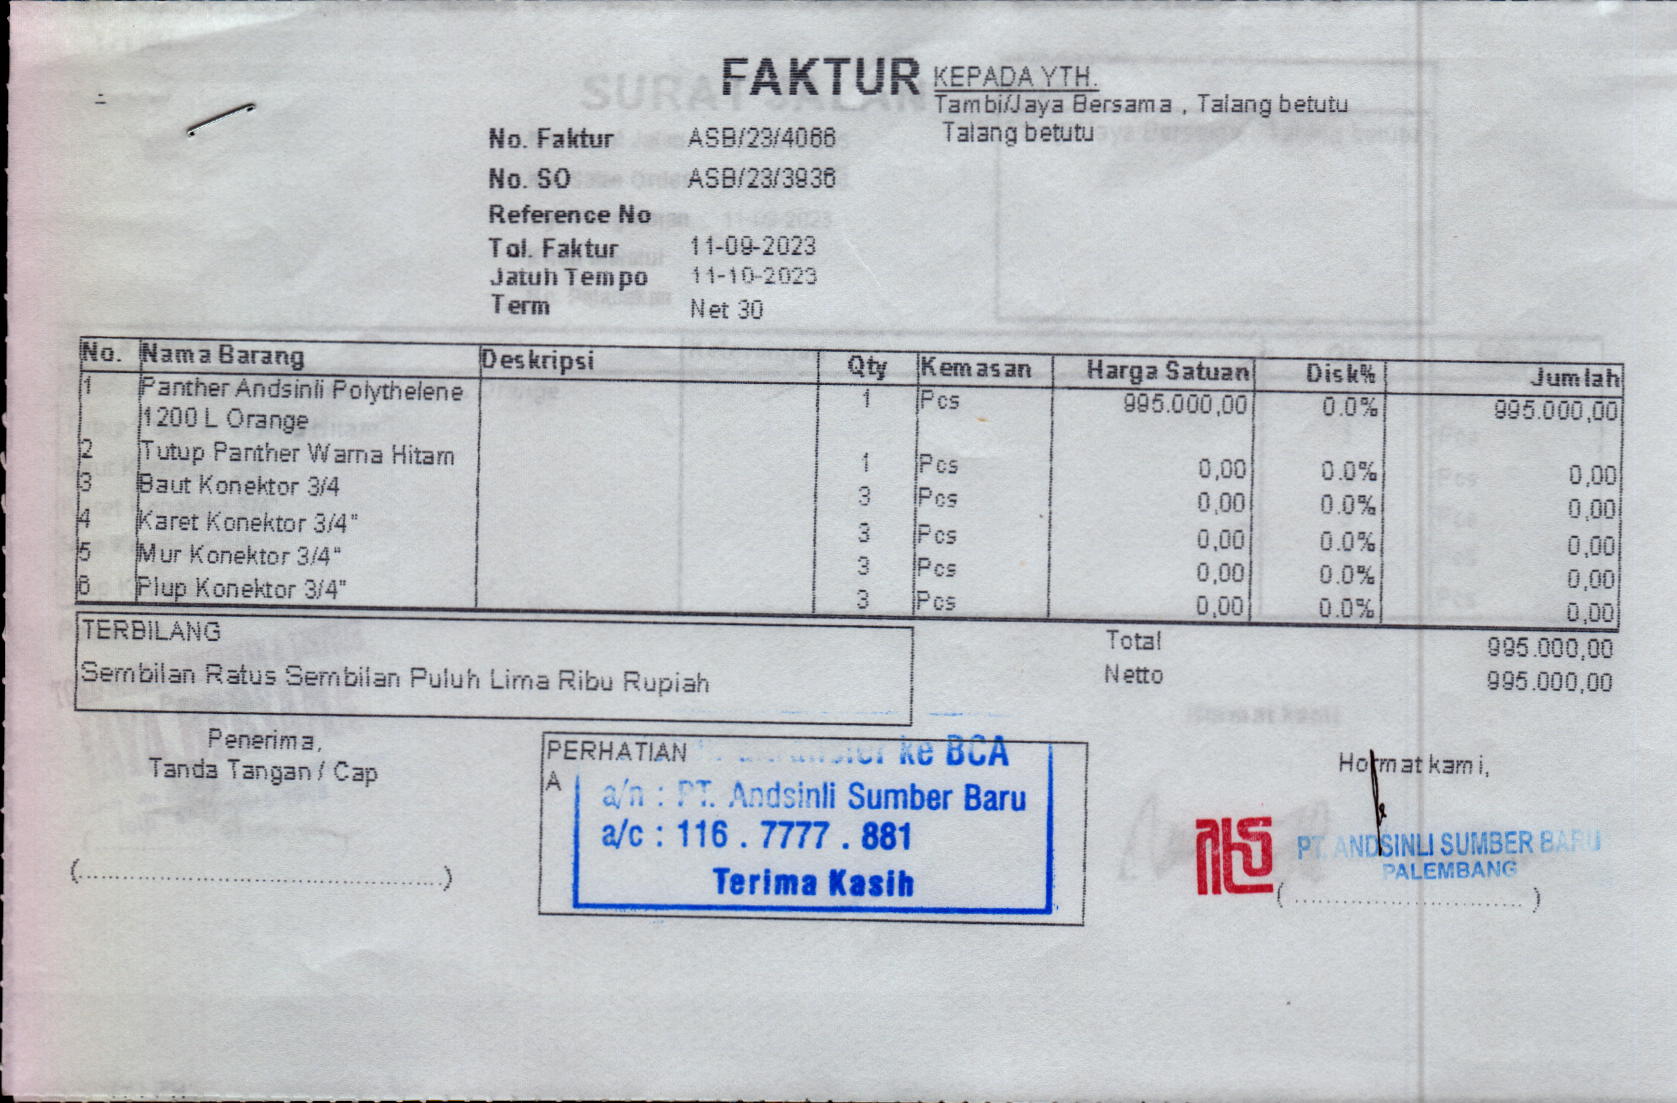 FAKTUR
KEPADA YTH.
Tambi/Jaya Bersama , Talang betutu
Talang betutu
No. Faktur ASB/23/4066
No. SO ASB/23/3936
Reference No
Tgl. Faktur 11-09-2023
Jatuh Tempo 11-10-2023
Term Net 30
No. Nama Barang Deskripsi Qty Kemasan Harga Satuan Disk% Jumlah
1 Panther Andsinli Polythelene 1 Pcs 995.000,00 0.0% 995.000,00
1200 L Orange
2 Tutup Panther Warna Hitam 1 Pcs 0,00 0.0% 0,00
3 Baut Konektor 3/4 3 Pcs 0,00 0.0% 0,00
4 Karet Konektor 3/4" 3 Pcs 0,00 0.0% 0,00
5 Mur Konektor 3/4" 3 Pcs 0,00 0.0% 0,00
6 Plup Konektor 3/4" 3 Pcs 0,00 0.0% 0,00
TERBILANG
Sembilan Ratus Sembilan Puluh Lima Ribu Rupiah
Total 995.000,00
Netto 995.000,00
Penerima,
Tanda Tangan / Cap
PERHATIAN
A
ke BCA
a/n : PT. Andsinli Sumber Baru
a/c : 116 . 7777 . 881
Terima Kasih
Hormat kami,
PT. ANDSINLI SUMBER BARU
PALEMBANG